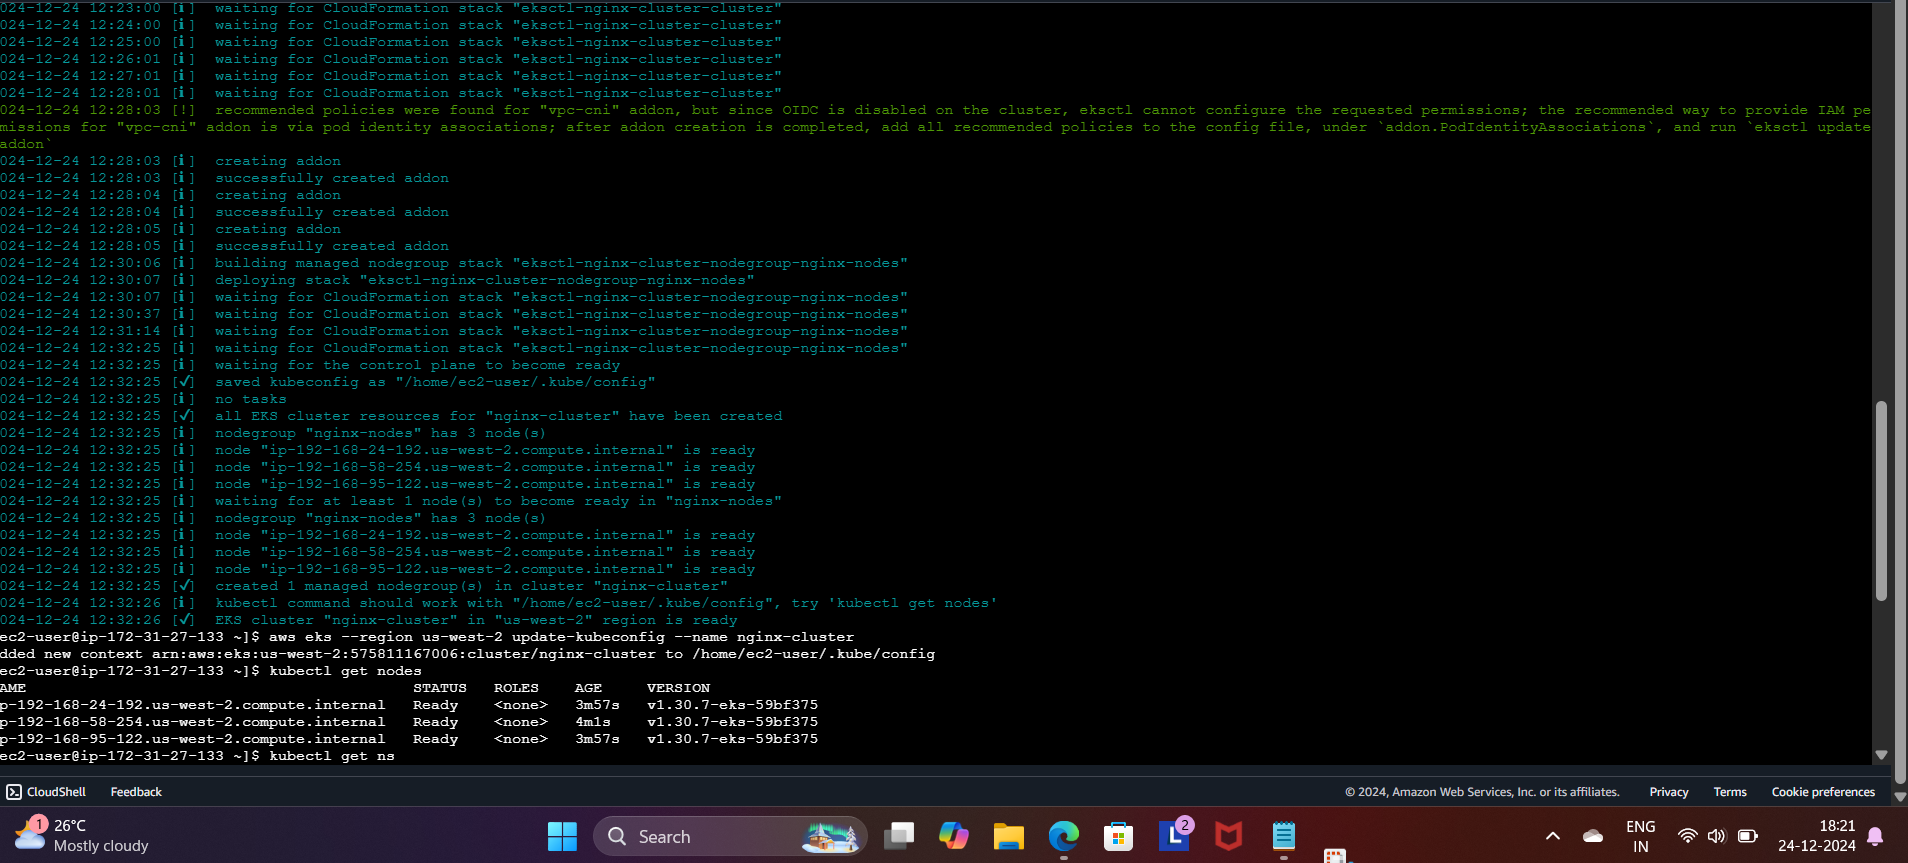 024-12-24 12:23:00 [ℹ]  waiting for CloudFormation stack "eksctl-nginx-cluster-cluster"
024-12-24 12:24:00 [ℹ]  waiting for CloudFormation stack "eksctl-nginx-cluster-cluster"
024-12-24 12:25:00 [ℹ]  waiting for CloudFormation stack "eksctl-nginx-cluster-cluster"
024-12-24 12:26:01 [ℹ]  waiting for CloudFormation stack "eksctl-nginx-cluster-cluster"
024-12-24 12:27:01 [ℹ]  waiting for CloudFormation stack "eksctl-nginx-cluster-cluster"
024-12-24 12:28:01 [ℹ]  waiting for CloudFormation stack "eksctl-nginx-cluster-cluster"
024-12-24 12:28:03 [!]  recommended policies were found for "vpc-cni" addon, but since OIDC is disabled on the cluster, eksctl cannot configure the requested permissions; the recommended way to provide IAM pe
missions for "vpc-cni" addon is via pod identity associations; after addon creation is completed, add all recommended policies to the config file, under `addon.PodIdentityAssociations`, and run `eksctl update
addon`
024-12-24 12:28:03 [ℹ]  creating addon
024-12-24 12:28:03 [ℹ]  successfully created addon
024-12-24 12:28:04 [ℹ]  creating addon
024-12-24 12:28:04 [ℹ]  successfully created addon
024-12-24 12:28:05 [ℹ]  creating addon
024-12-24 12:28:05 [ℹ]  successfully created addon
024-12-24 12:30:06 [ℹ]  building managed nodegroup stack "eksctl-nginx-cluster-nodegroup-nginx-nodes"
024-12-24 12:30:07 [ℹ]  deploying stack "eksctl-nginx-cluster-nodegroup-nginx-nodes"
024-12-24 12:30:07 [ℹ]  waiting for CloudFormation stack "eksctl-nginx-cluster-nodegroup-nginx-nodes"
024-12-24 12:30:37 [ℹ]  waiting for CloudFormation stack "eksctl-nginx-cluster-nodegroup-nginx-nodes"
024-12-24 12:31:14 [ℹ]  waiting for CloudFormation stack "eksctl-nginx-cluster-nodegroup-nginx-nodes"
024-12-24 12:32:25 [ℹ]  waiting for CloudFormation stack "eksctl-nginx-cluster-nodegroup-nginx-nodes"
024-12-24 12:32:25 [ℹ]  waiting for the control plane to become ready
024-12-24 12:32:25 [✔]  saved kubeconfig as "/home/ec2-user/.kube/config"
024-12-24 12:32:25 [ℹ]  no tasks
024-12-24 12:32:25 [✔]  all EKS cluster resources for "nginx-cluster" have been created
024-12-24 12:32:25 [ℹ]  nodegroup "nginx-nodes" has 3 node(s)
024-12-24 12:32:25 [ℹ]  node "ip-192-168-24-192.us-west-2.compute.internal" is ready
024-12-24 12:32:25 [ℹ]  node "ip-192-168-58-254.us-west-2.compute.internal" is ready
024-12-24 12:32:25 [ℹ]  node "ip-192-168-95-122.us-west-2.compute.internal" is ready
024-12-24 12:32:25 [ℹ]  waiting for at least 1 node(s) to become ready in "nginx-nodes"
024-12-24 12:32:25 [ℹ]  nodegroup "nginx-nodes" has 3 node(s)
024-12-24 12:32:25 [ℹ]  node "ip-192-168-24-192.us-west-2.compute.internal" is ready
024-12-24 12:32:25 [ℹ]  node "ip-192-168-58-254.us-west-2.compute.internal" is ready
024-12-24 12:32:25 [ℹ]  node "ip-192-168-95-122.us-west-2.compute.internal" is ready
024-12-24 12:32:25 [✔]  created 1 managed nodegroup(s) in cluster "nginx-cluster"
024-12-24 12:32:26 [ℹ]  kubectl command should work with "/home/ec2-user/.kube/config", try 'kubectl get nodes'
024-12-24 12:32:26 [✔]  EKS cluster "nginx-cluster" in "us-west-2" region is ready
ec2-user@ip-172-31-27-133 ~]$ aws eks --region us-west-2 update-kubeconfig --name nginx-cluster
dded new context arn:aws:eks:us-west-2:575811167006:cluster/nginx-cluster to /home/ec2-user/.kube/config
ec2-user@ip-172-31-27-133 ~]$ kubectl get nodes
AME STATUS ROLES AGE VERSION
p-192-168-24-192.us-west-2.compute.internal Ready <none> 3m57s v1.30.7-eks-59bf375
p-192-168-58-254.us-west-2.compute.internal Ready <none> 4m1s v1.30.7-eks-59bf375
p-192-168-95-122.us-west-2.compute.internal Ready <none> 3m57s v1.30.7-eks-59bf375
ec2-user@ip-172-31-27-133 ~]$ kubectl get ns
CloudShell Feedback © 2024, Amazon Web Services, Inc. or its affiliates. Privacy Terms Cookie preferences
1 26°C
Mostly cloudy
Search
L 2
ENG
IN
18:21
24-12-2024